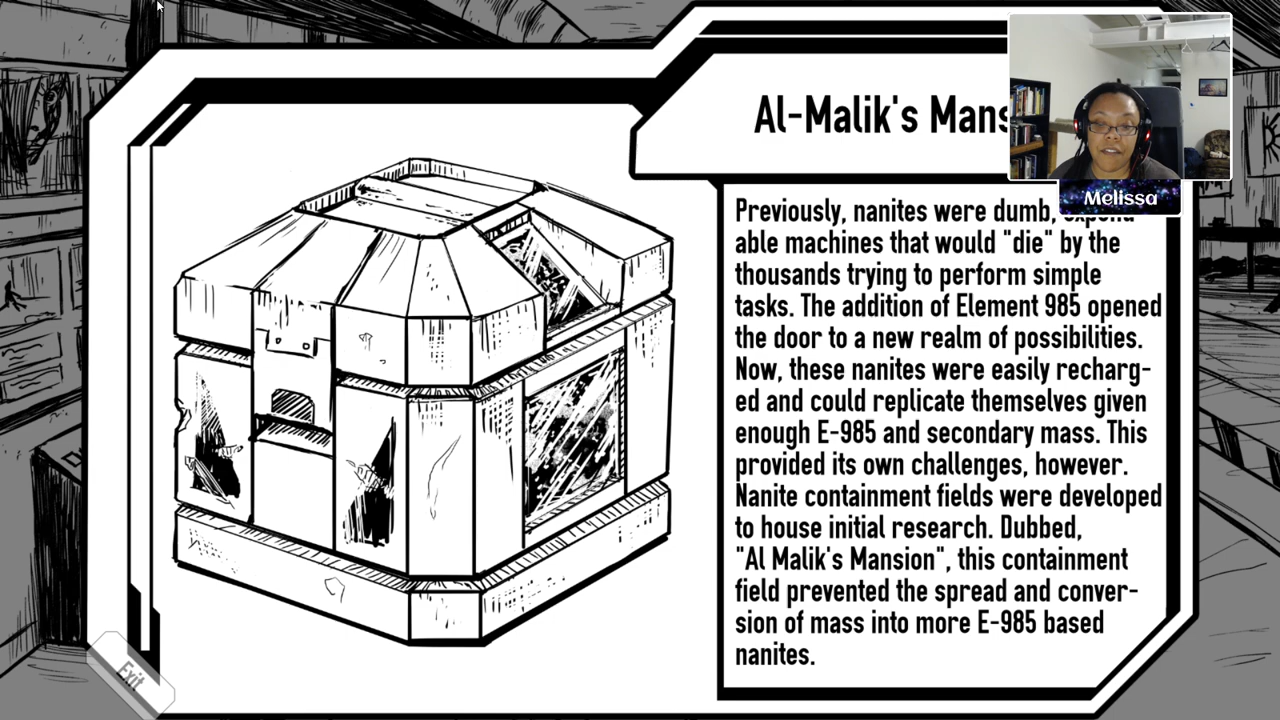 Al-Malik's Mans
Melissa
Previously, nanites were dumb,
able machines that would "die" by the
thousands trying to perform simple
tasks. The addition of Element 985 opened
the door to a new realm of possibilities.
Now, these nanites were easily recharg-
ed and could replicate themselves given
enough E-985 and secondary mass. This
provided its own challenges, however.
Nanite containment fields were developed
to house initial research. Dubbed,
"Al Malik's Mansion", this containment
field prevented the spread and conver-
sion of mass into more E-985 based
nanites.
Exit